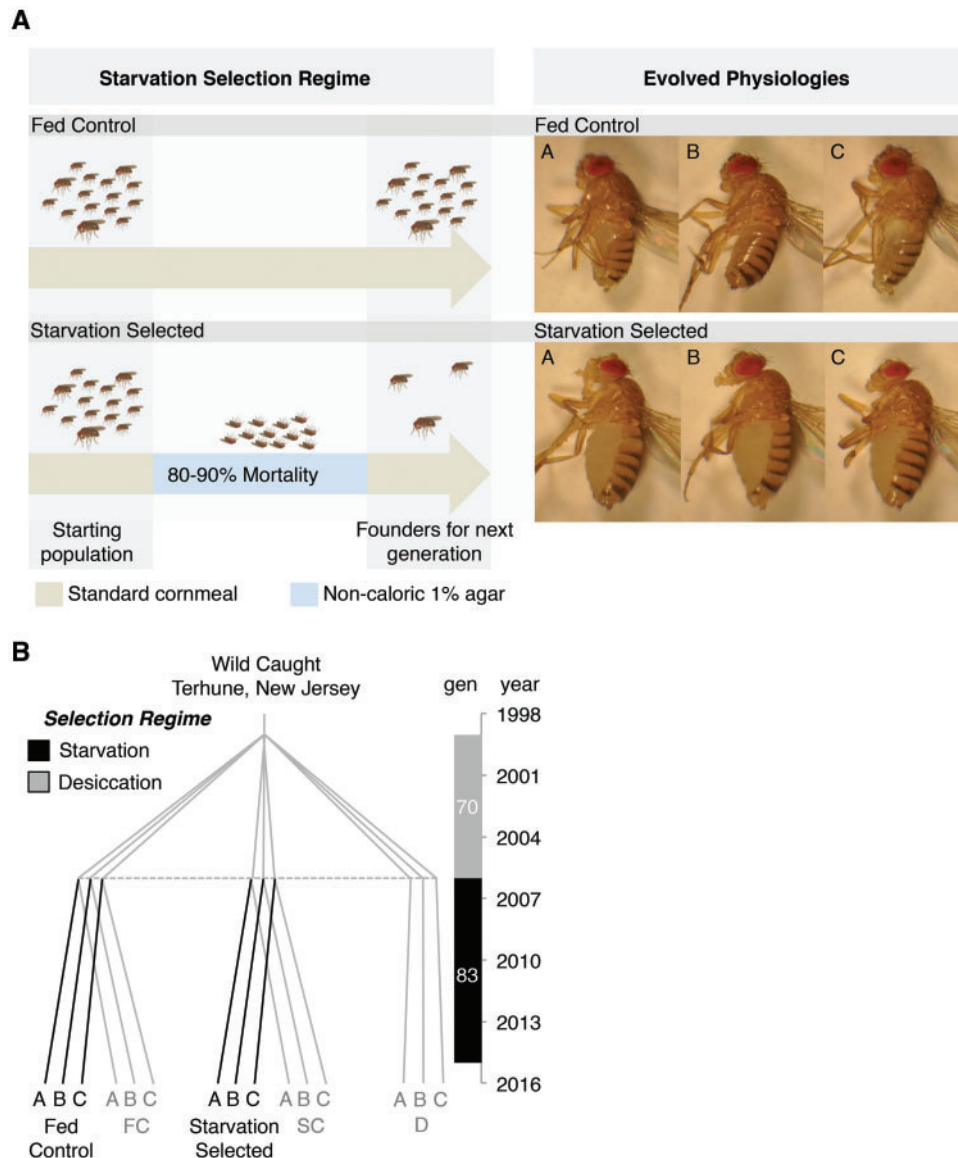 A
Starvation Selection Regime
Evolved Physiologies
Fed Control
Fed Control
A
B
C
Starvation Selected
Starvation Selected
A
B
C
80-90% Mortality
Starting
population
Founders for next
generation
Standard cornmeal
Non-caloric 1% agar
B
Wild Caught
Terhune, New Jersey
gen
year
Selection Regime
Starvation
Desiccation
1998
2001
70
2004
2007
2010
83
2013
2016
A B C
A B C
A B C
A B C
A B C
Fed
Control
FC
Starvation
Selected
SC
D